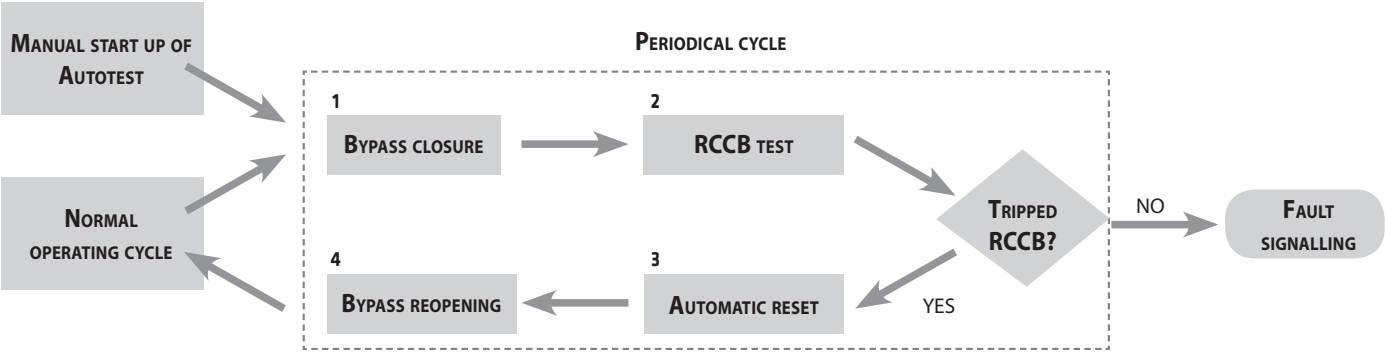 MANUAL START UP OF
AUTOTEST
PERIODICAL CYCLE
1
BYPASS CLOSURE
2
RCCB TEST
TRIPPED
RCCB?
NO
FAULT
SIGNALLING
YES
3
AUTOMATIC RESET
4
BYPASS REOPENING
NORMAL
OPERATING CYCLE